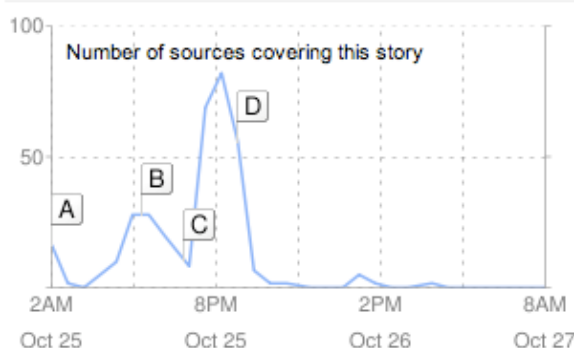 100
Number of sources covering this story
D
50
B
A
C
2AM 8PM 2PM 8AM
Oct 25 Oct 25 Oct 26 Oct 27